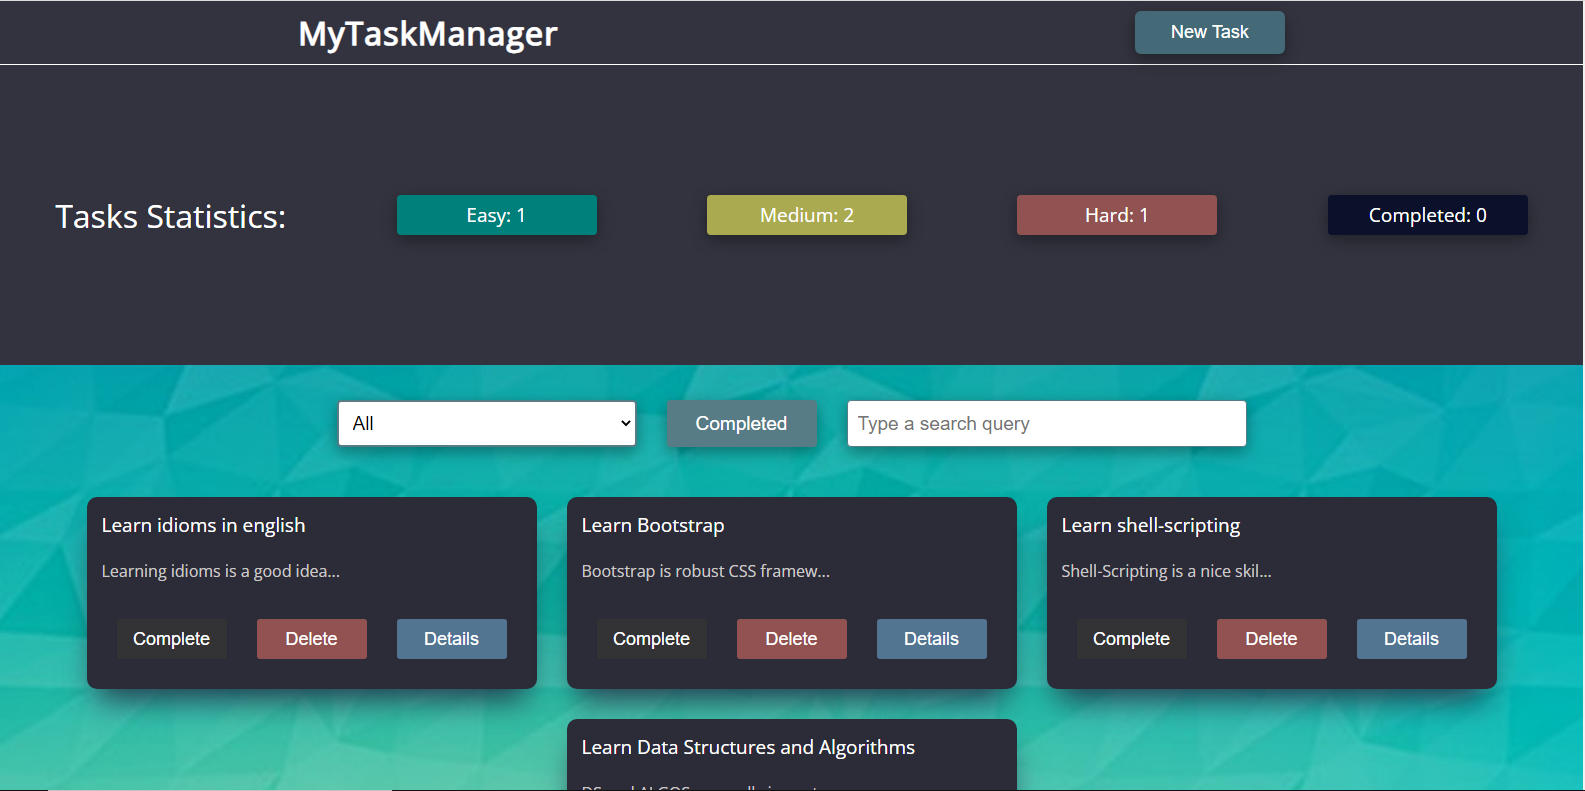 MyTaskManager
New Task
Tasks Statistics:
Easy: 1
Medium: 2
Hard: 1
Completed: 0
All
Completed
Type a search query
Learn idioms in english
Learning idioms is a good idea...
Complete
Delete
Details
Learn Bootstrap
Bootstrap is robust CSS framew...
Complete
Delete
Details
Learn shell-scripting
Shell-Scripting is a nice skil...
Complete
Delete
Details
Learn Data Structures and Algorithms